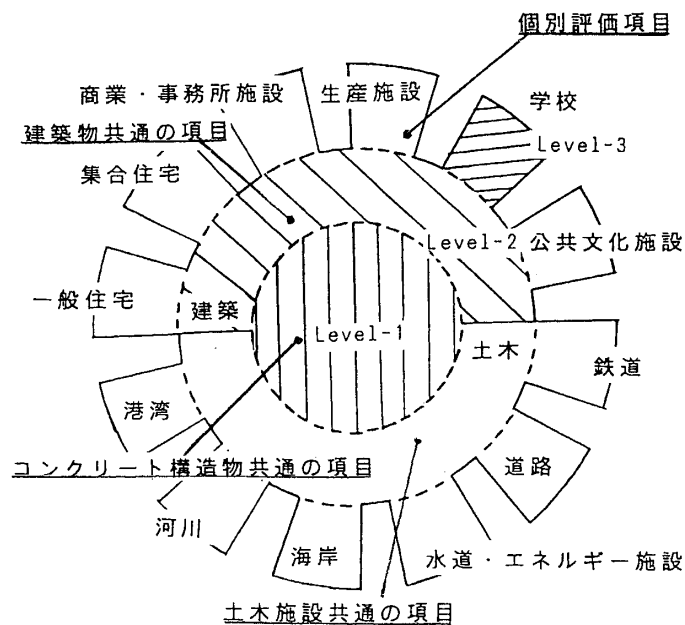 個別評価項目
商業・事務所施設
生産施設
学校
建築物共通の項目
Level-3
集合住宅
Level-2
公共文化施設
一般住宅
建築
Level-1
土木
鉄道
港湾
コンクリート構造物共通の項目
道路
河川
海岸
水道・エネルギー施設
土木施設共通の項目